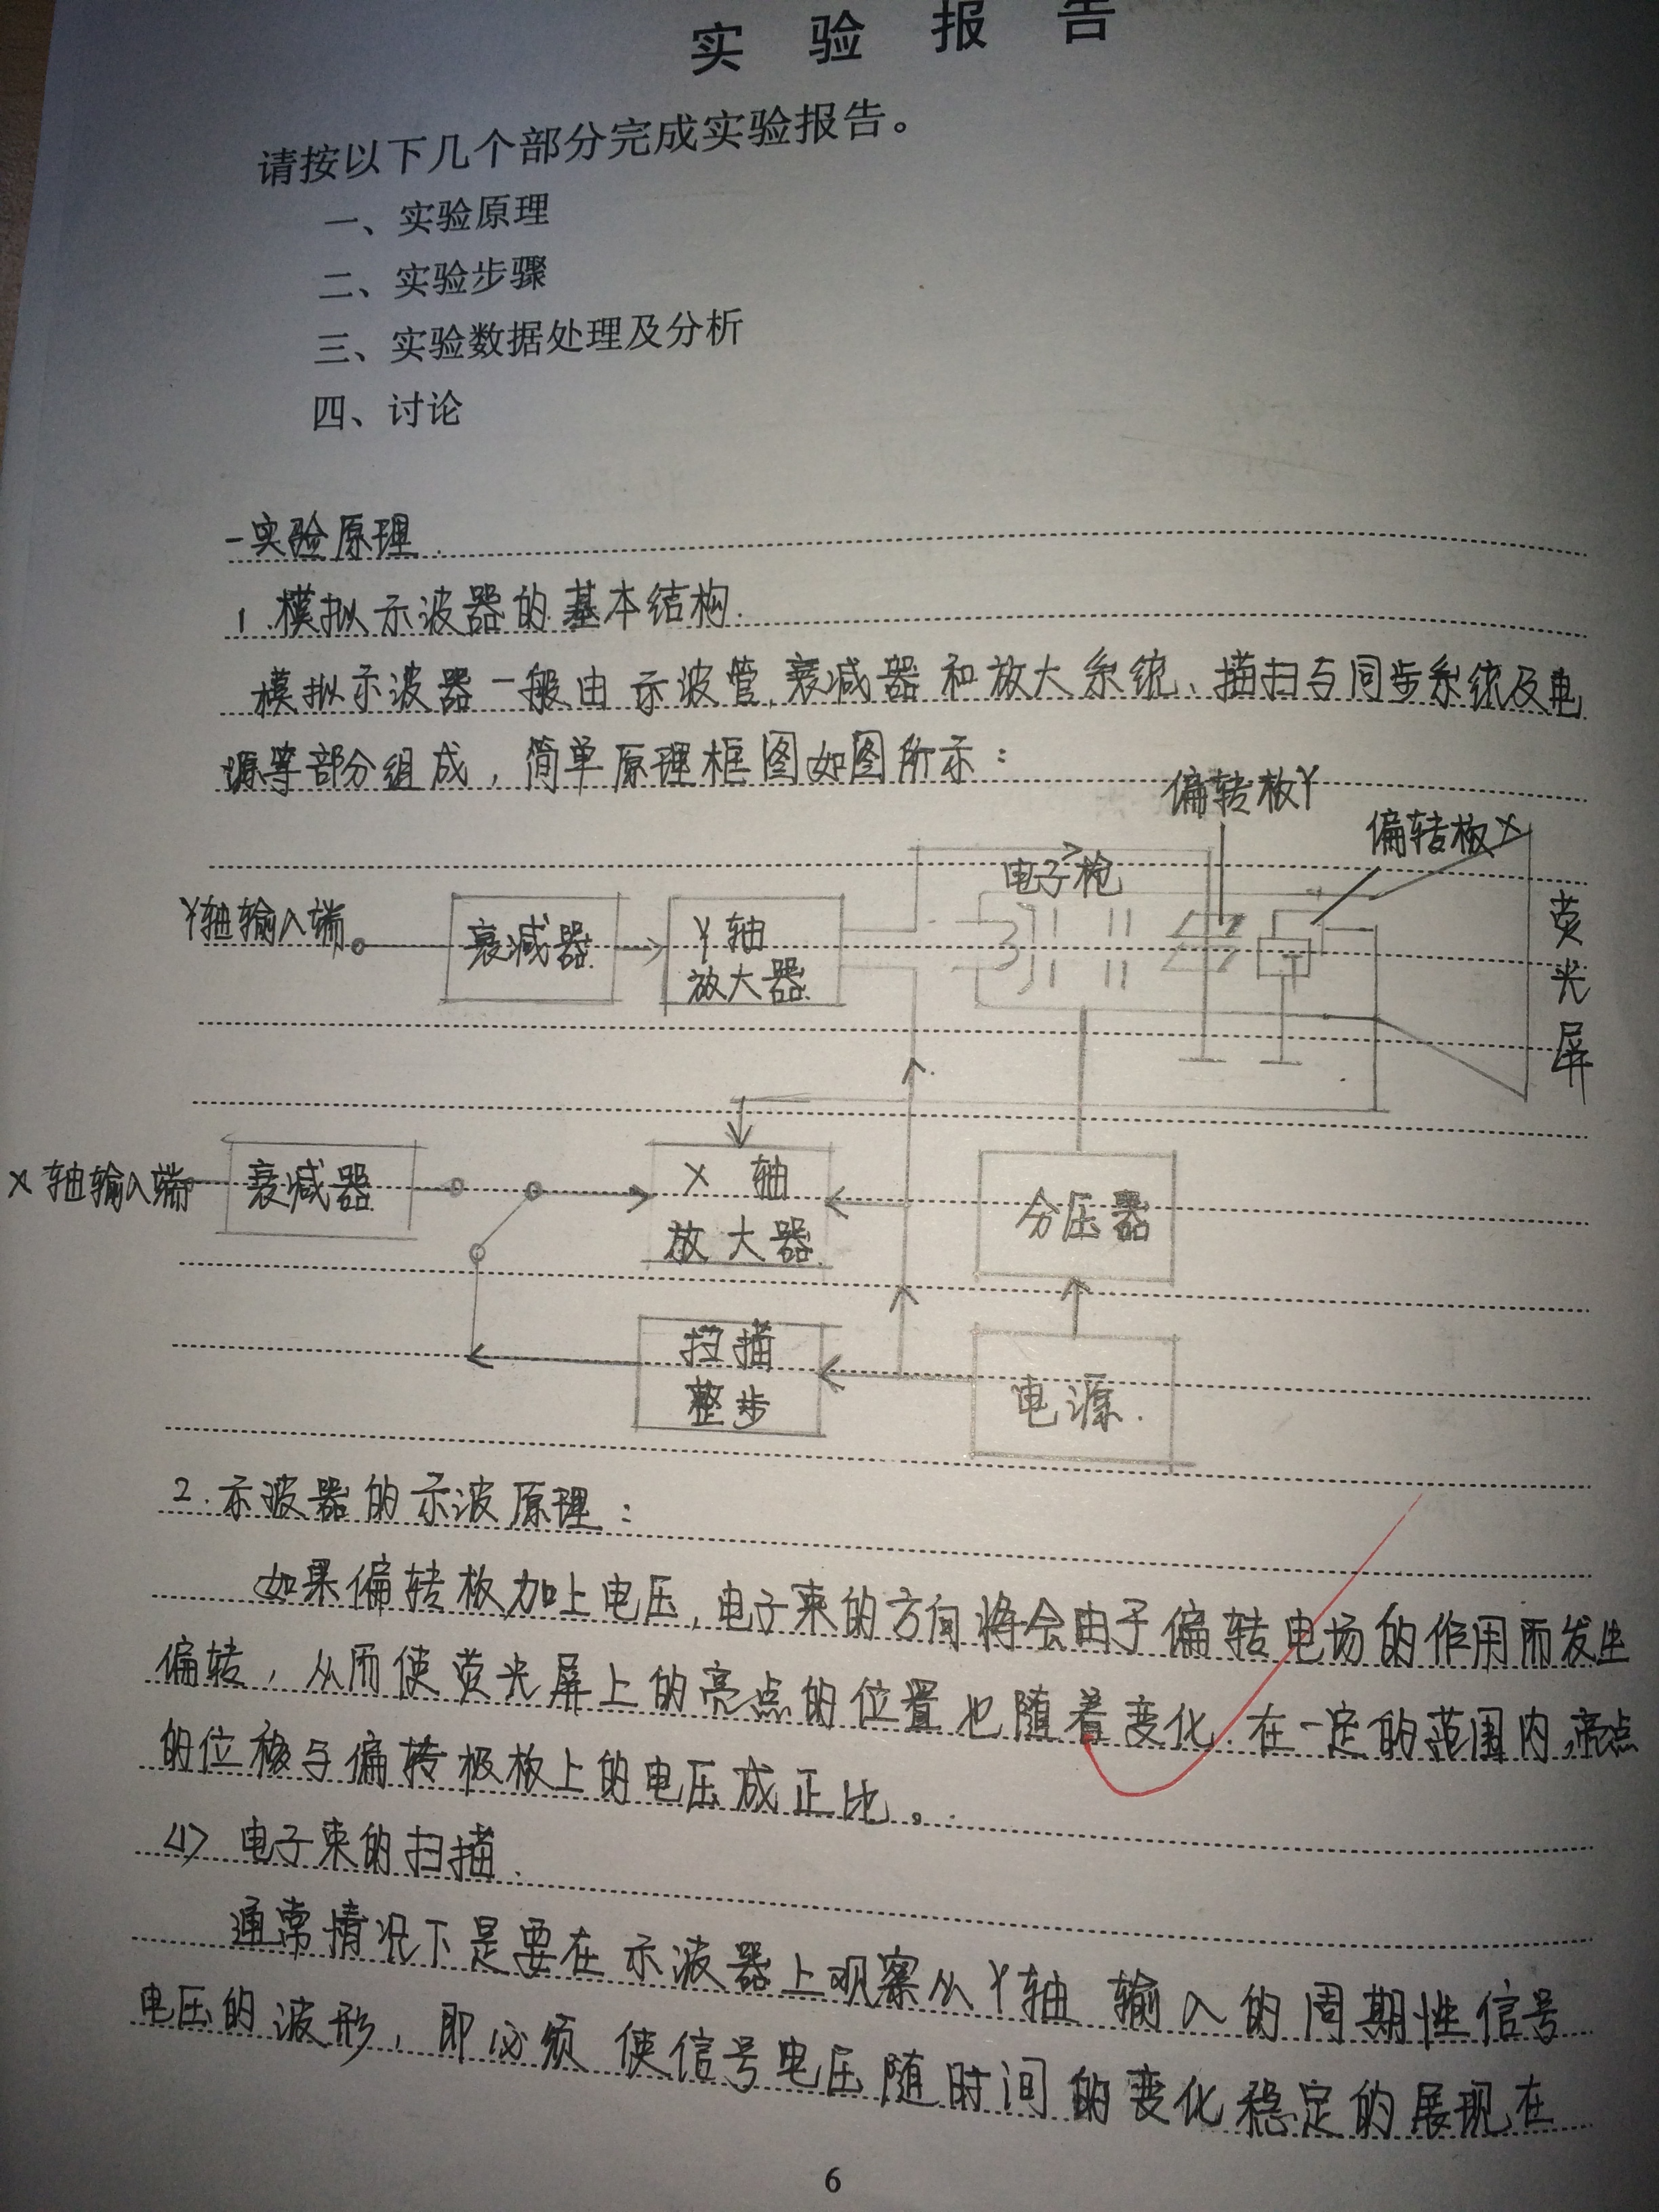 实验报告
请按以下几个部分完成实验报告。
一、实验原理
二、实验步骤
三、实验数据处理及分析
四、讨论
一实验原理.
1.模拟示波器的基本结构.
模拟示波器一般由示波管、衰减器和放大系统、描扫与同步系统及电
源等部分组成，简单原理框图如图所示：
偏转板Y
偏转板X
电子枪
Y轴输入端
衰减器
Y轴
放大器
荧光屏
X轴输入端
衰减器
X轴
放大器
分压器
扫描
整步
电源
2.示波器的示波原理：
如果偏转板加上电压,电子束的方向将会由于偏转电场的作用而发生
偏转，从而使荧光屏上的亮点的位置也随着变化.在一定的范围内,亮点
的位移与偏转极板上的电压成正比。
<1>电子束的扫描.
通常情况下是要在示波器上观察从Y轴输入的周期性信号
电压的波形，即必须使信号电压随时间的变化稳定的展现在
6